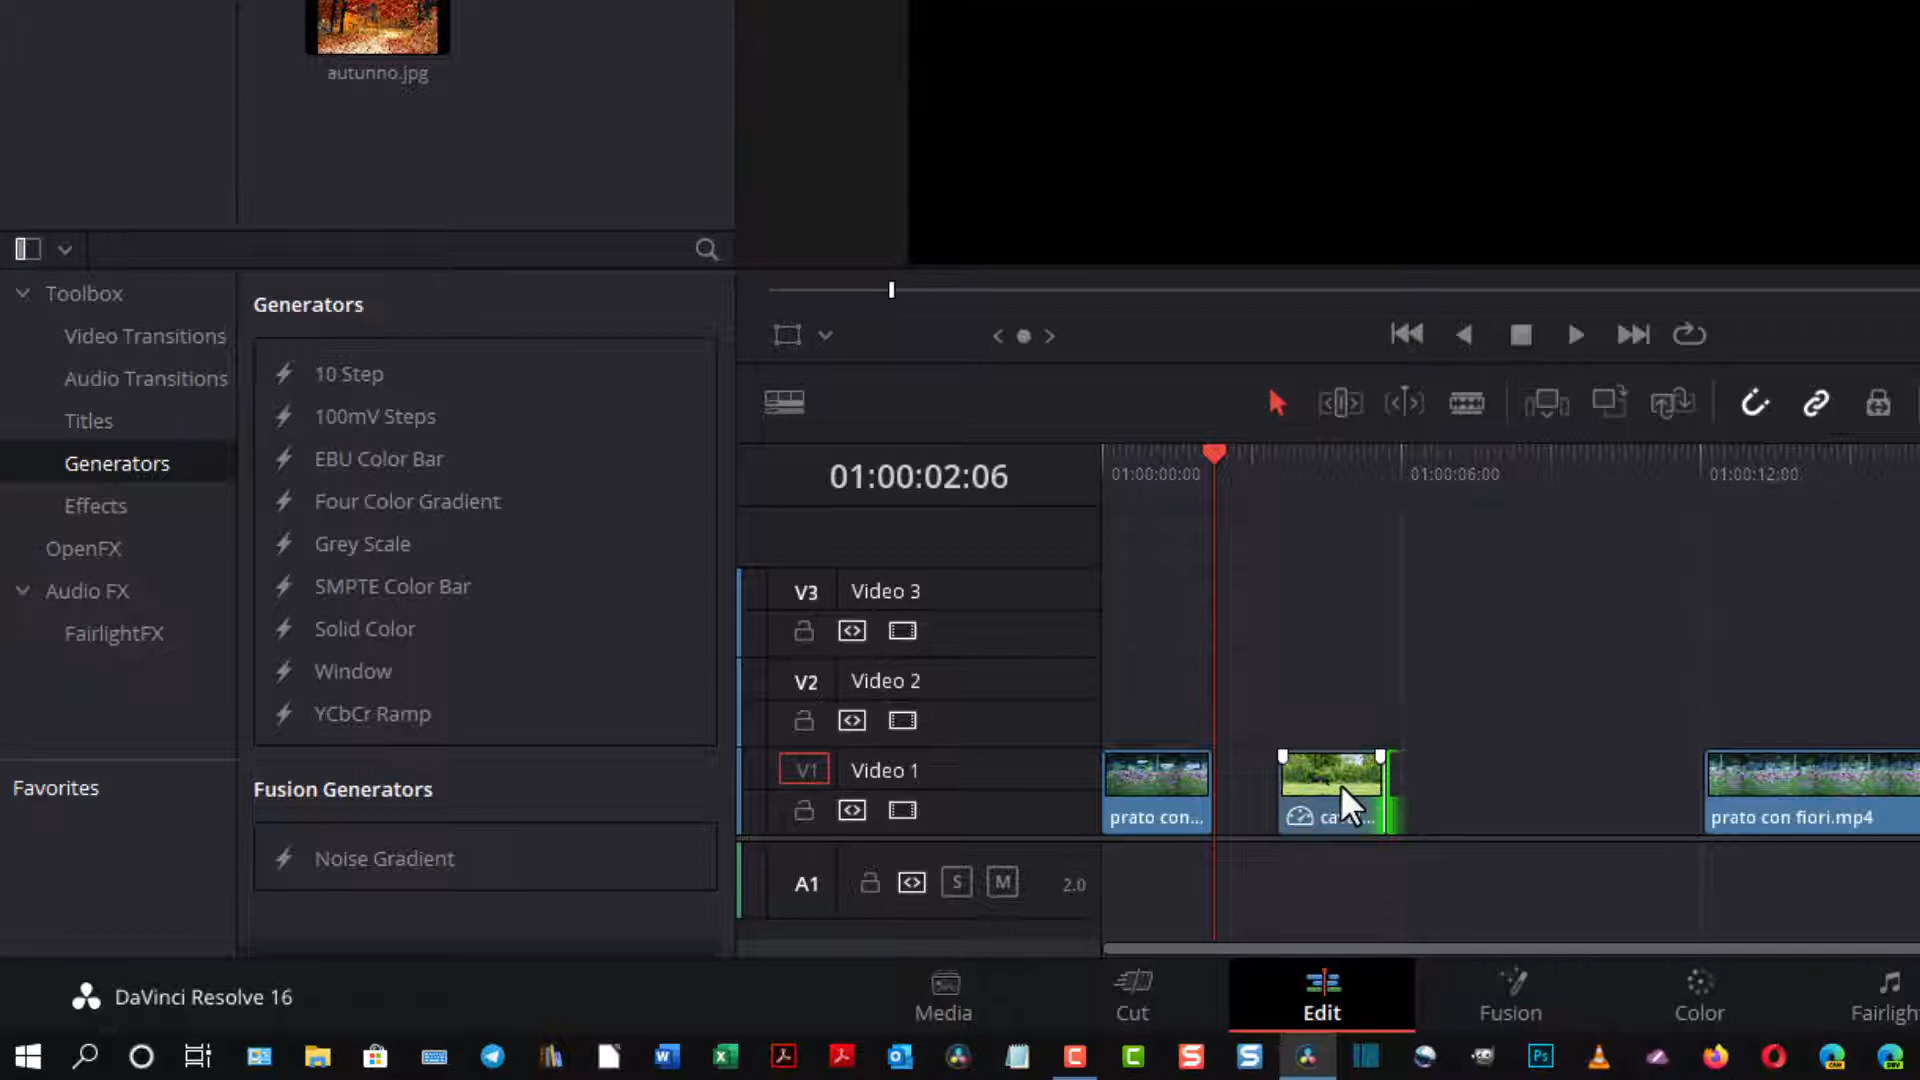 autunno.jpg
Toolbox
Video Transitions
Audio Transitions
Titles
Generators
Effects
OpenFX
Audio FX
FairlightFX
Favorites
Generators
10 Step
100mV Steps
EBU Color Bar
Four Color Gradient
Grey Scale
SMPTE Color Bar
Solid Color
Window
YCbCr Ramp
Fusion Generators
Noise Gradient
01:00:02:06
01:00:00:00
01:00:06:00
01:00:12:00
V3 Video 3
V2 Video 2
V1 Video 1
prato con...
prato con fiori.mp4
A1 S M 2.0
DaVinci Resolve 16
Media
Cut
Edit
Fusion
Color
Fairligh